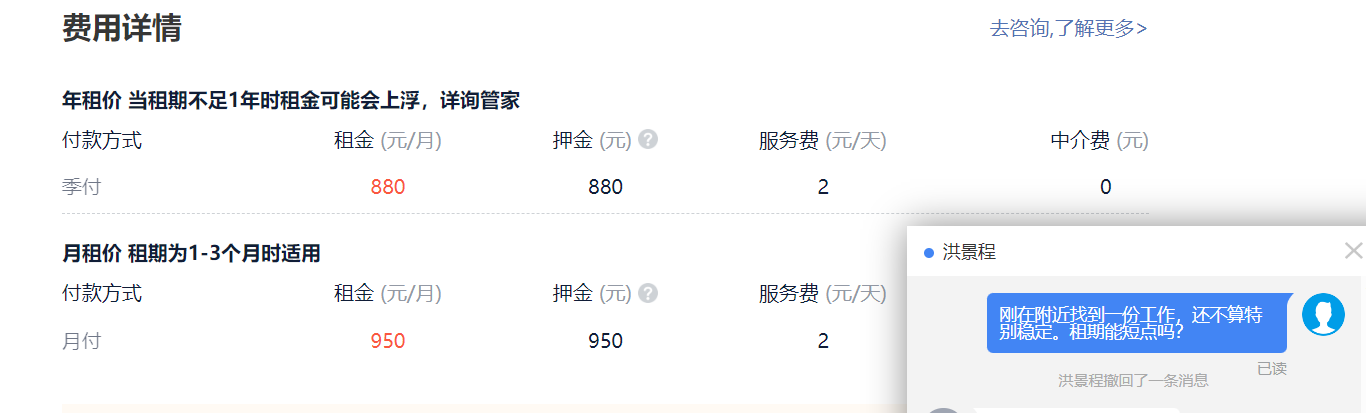 费用详情
去咨询,了解更多>
年租价 当租期不足1年时租金可能会上浮，详询管家
付款方式 租金 (元/月) 押金 (元) ? 服务费 (元/天) 中介费 (元)
季付 880 880 2 0
月租价 租期为1-3个月时适用
付款方式 租金 (元/月) 押金 (元) ? 服务费 (元/天)
月付 950 950 2
洪景程
刚在附近找到一份工作，还不算特
别稳定。租期能短点吗？
已读
洪景程撤回了一条消息